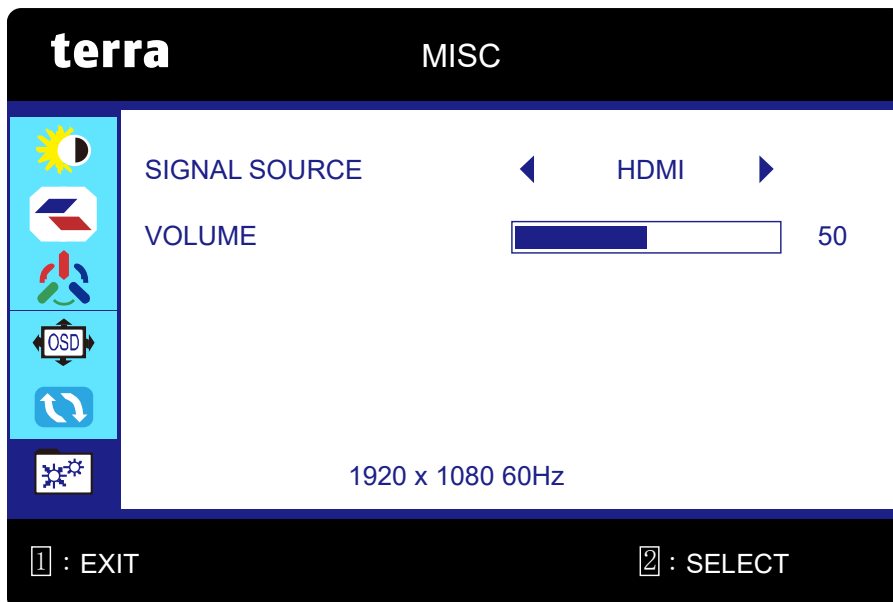 terra MISC
SIGNAL SOURCE HDMI
VOLUME 50
OSD
1920 x 1080 60Hz
1 : EXIT 2 : SELECT